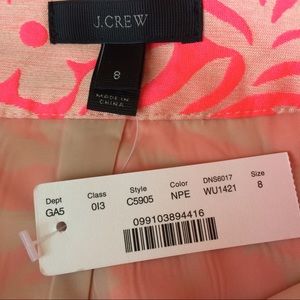 J.CREW
8
MADE IN
CHINA
Dept Class Style Color DNS6017 Size
GA5 0I3 C5905 NPE WU1421 8
099103894416